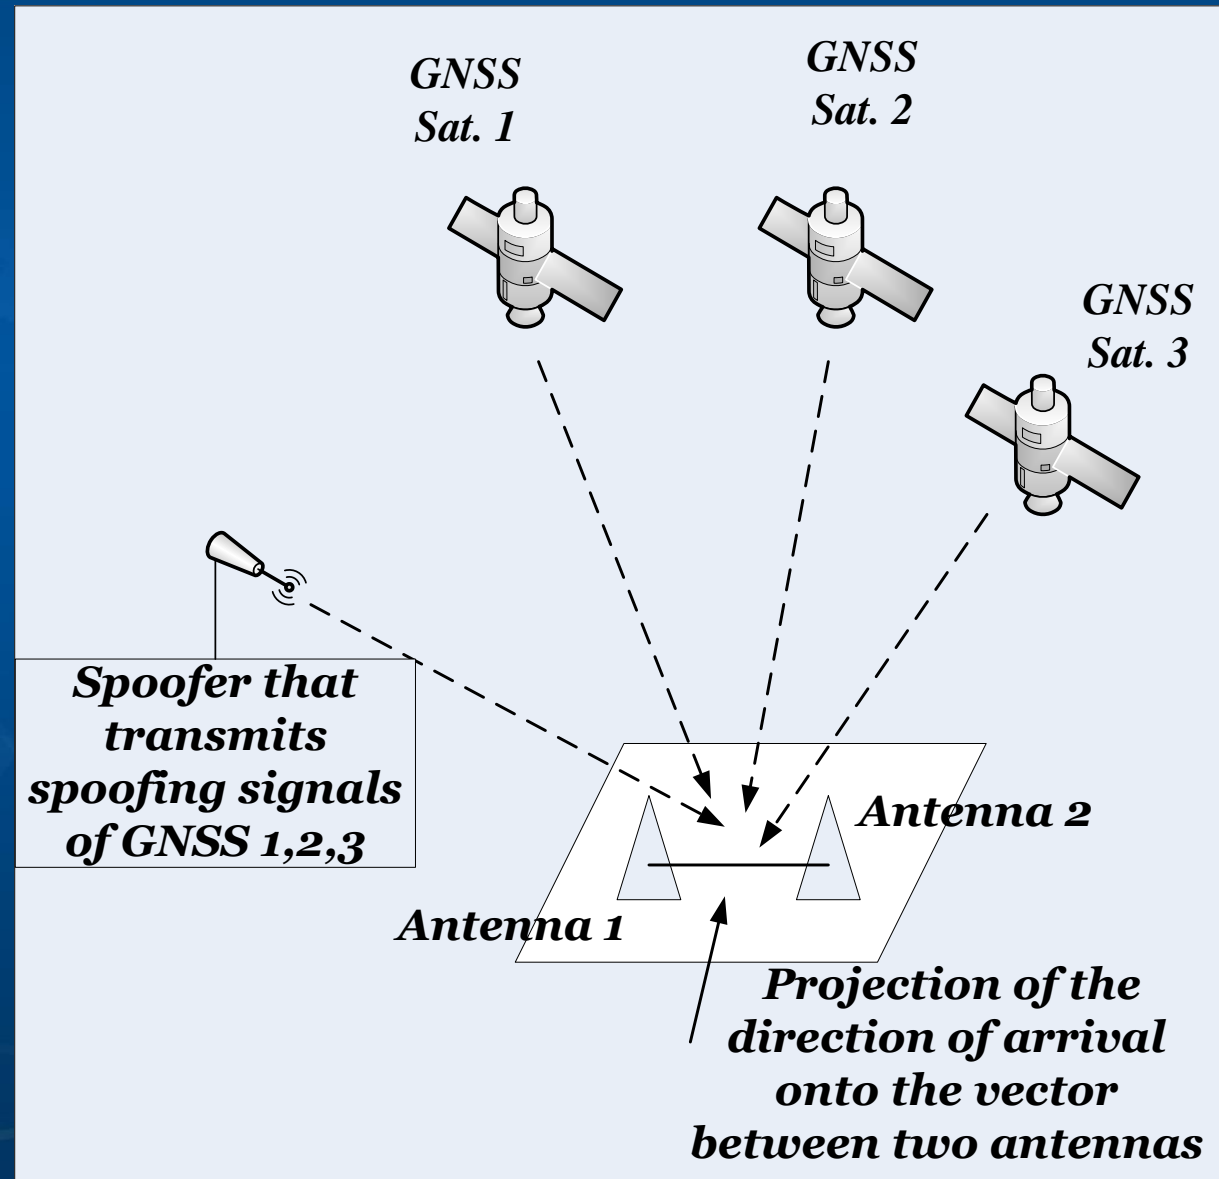 GNSS
Sat. 1
GNSS
Sat. 2
GNSS
Sat. 3
Spoofer that
transmits
spoofing signals
of GNSS 1,2,3
Antenna 2
Antenna 1
Projection of the
direction of arrival
onto the vector
between two antennas